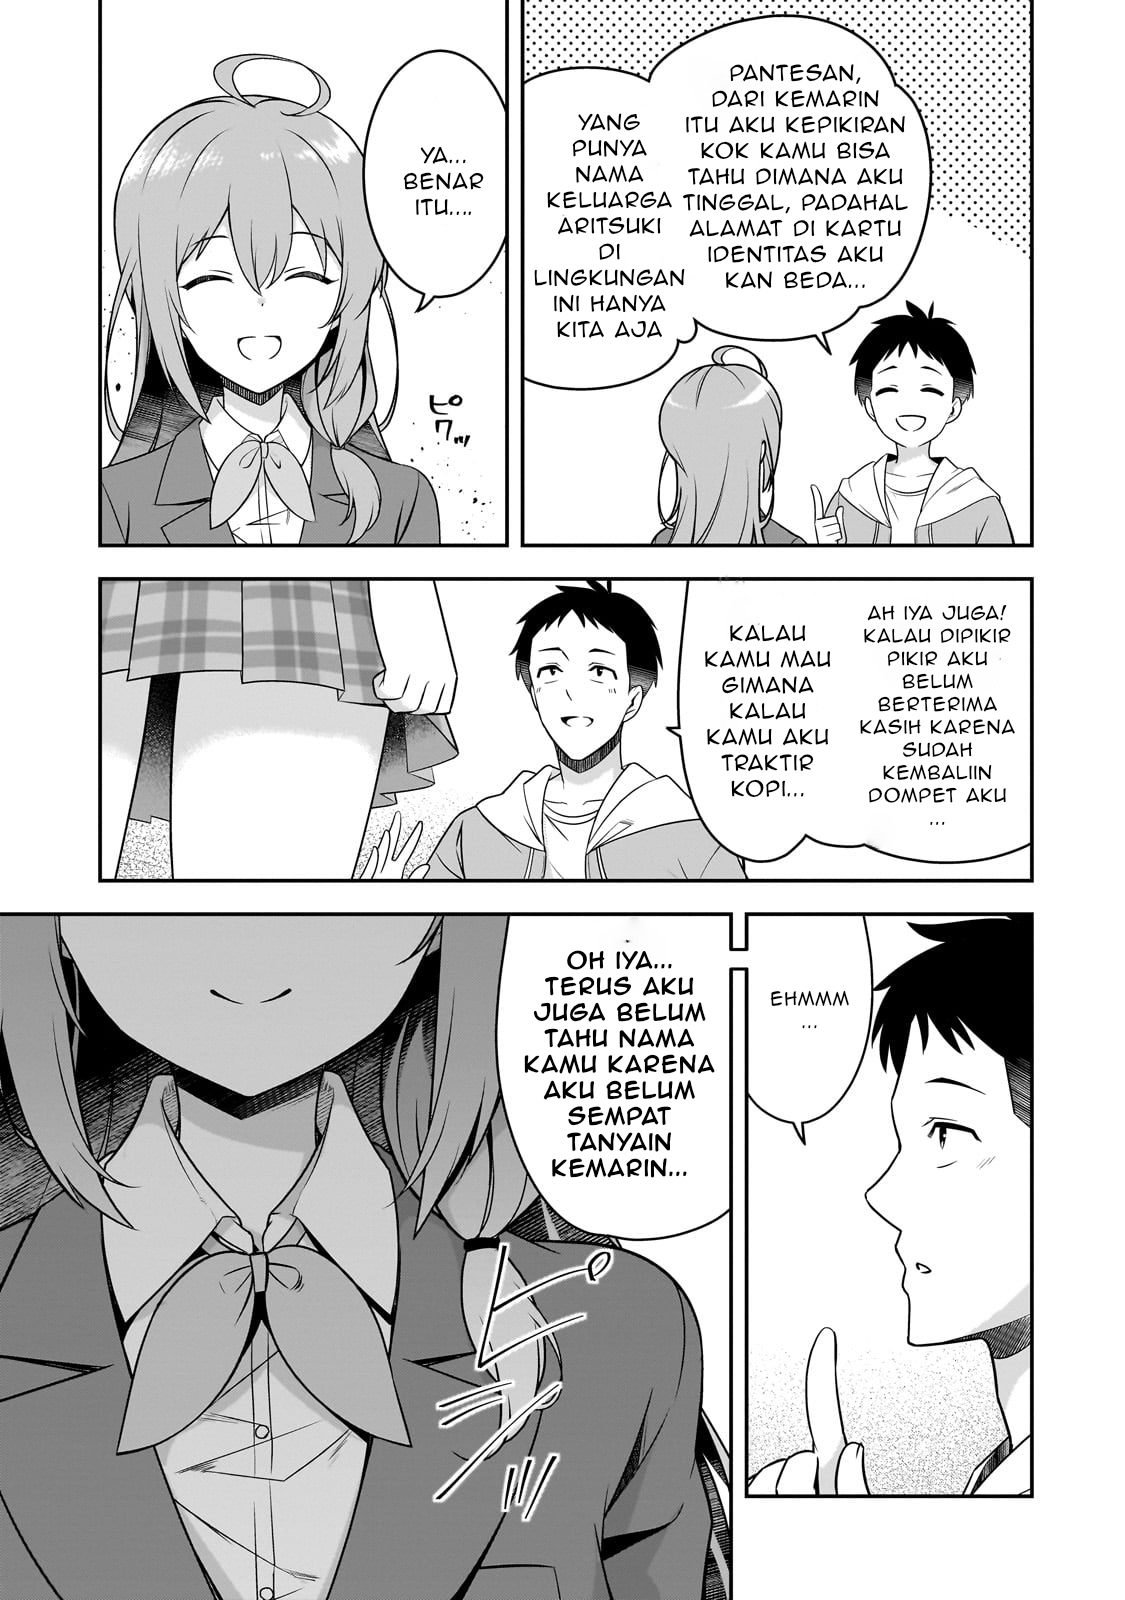 PANTESAN,
DARI KEMARIN
ITU AKU KEPIKIRAN
KOK KAMU BISA
TAHU DIMANA AKU
TINGGAL, PADAHAL
ALAMAT DI KARTU
IDENTITAS AKU
KAN BEDA...
YANG
PUNYA
NAMA
KELUARGA
ARITSUKI
DI
LINGKUNGAN
INI HANYA
KITA AJA
YA...
BENAR
ITU....
ピクッ
AH IYA JUGA!
KALAU DIPIKIR
PIKIR AKU
BELUM
BERTERIMA
KASIH KARENA
SUDAH
KEMBALIIN
DOMPET AKU
...
KALAU
KAMU MAU
GIMANA
KALAU
KAMU AKU
TRAKTIR
KOPI...
EHMMM
...
OH IYA...
TERUS AKU
JUGA BELUM
TAHU NAMA
KAMU KARENA
AKU BELUM
SEMPAT
TANYAIN
KEMARIN...
ピシッ